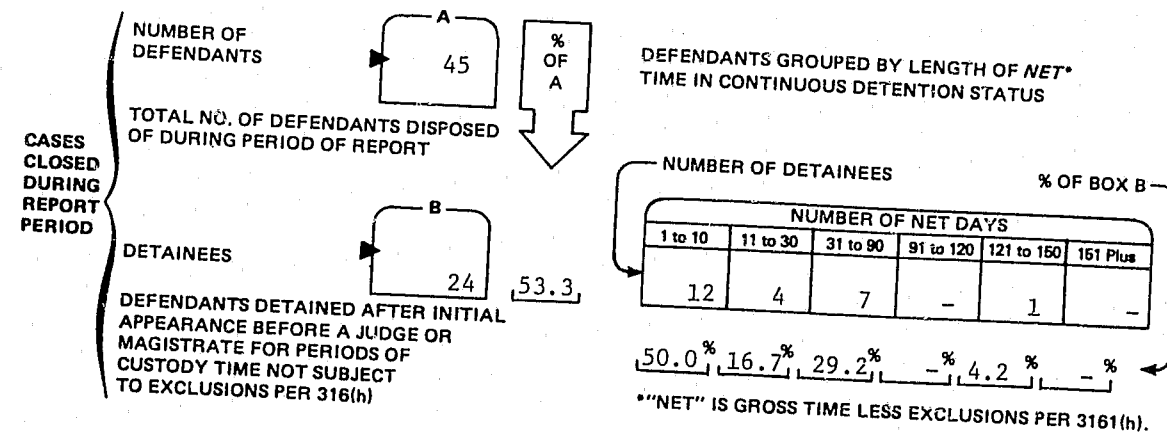 A
NUMBER OF
DEFENDANTS
45
%
OF
A
TOTAL NO. OF DEFENDANTS DISPOSED
OF DURING PERIOD OF REPORT
CASES
CLOSED
DURING
REPORT
PERIOD
B
DETAINEES
24 53.3
DEFENDANTS DETAINED AFTER INITIAL
APPEARANCE BEFORE A JUDGE OR
MAGISTRATE FOR PERIODS OF
CUSTODY TIME NOT SUBJECT
TO EXCLUSIONS PER 316(h)
DEFENDANTS GROUPED BY LENGTH OF NET*
TIME IN CONTINUOUS DETENTION STATUS
NUMBER OF DETAINEES % OF BOX B
NUMBER OF NET DAYS
1 to 10 11 to 30 31 to 90 91 to 120 121 to 150 151 Plus
12 4 7 - 1 -
50.0% 16.7% 29.2% -% 4.2% -%
*"NET" IS GROSS TIME LESS EXCLUSIONS PER 3161(h).